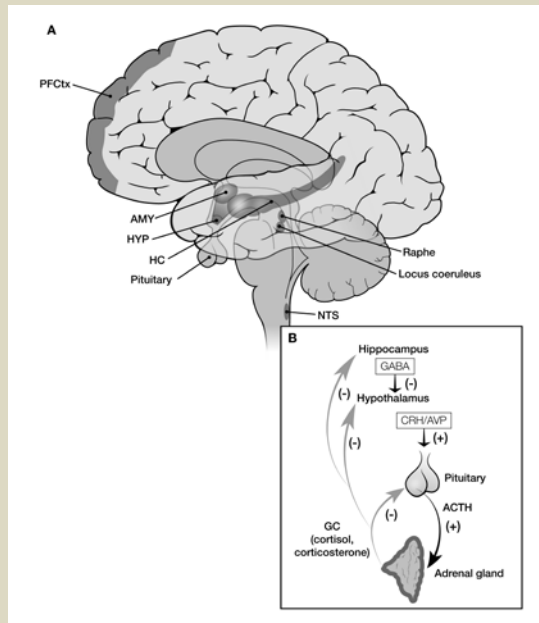 A
PFCtx
AMY
HYP
HC
Pituitary
Raphe
Locus coeruleus
NTS
B
Hippocampus
GABA
(-)
Hypothalamus
(-)
CRH/AVP
(+)
(-)
Pituitary
ACTH
(-)
(+)
GC
(cortisol,
corticosterone)
Adrenal gland